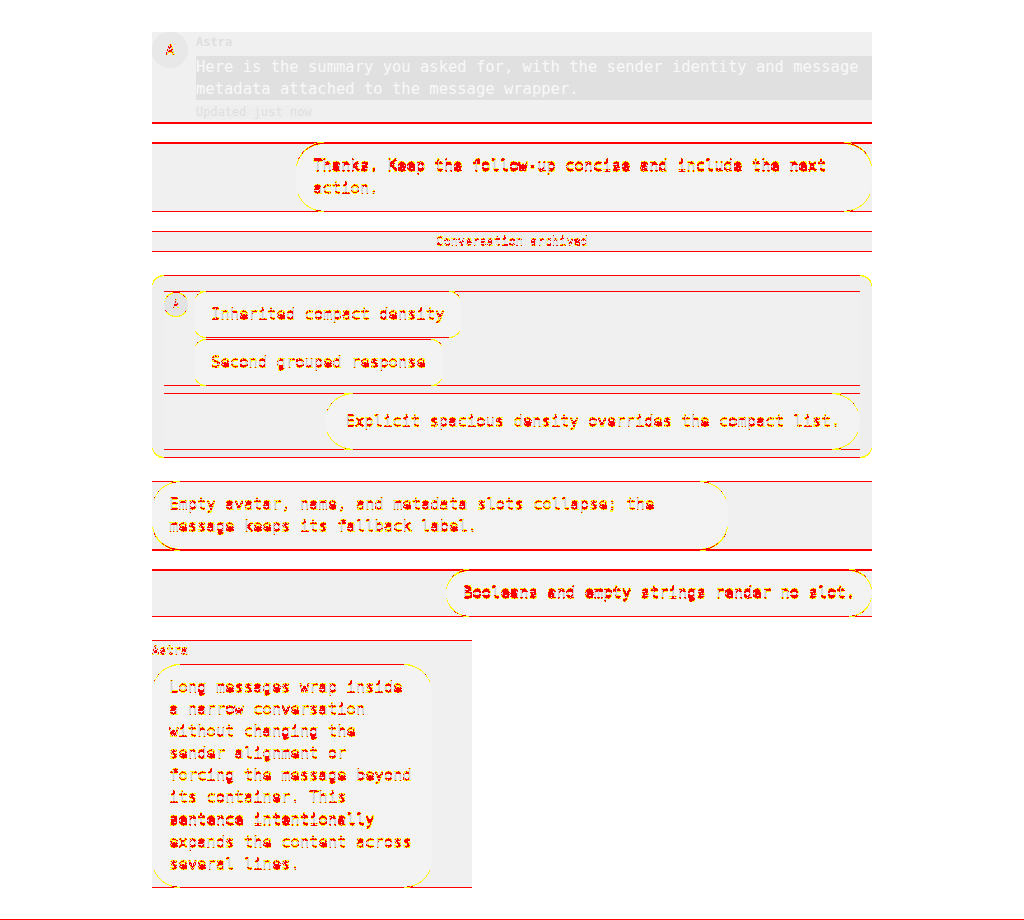 A
Astra
Here is the summary you asked for, with the sender identity and message
metadata attached to the message wrapper.
Updated just now
Thanks. Keep the follow-up concise and include the next
action.
Conversation archived
A
Inherited compact density
Second grouped response
Explicit spacious density overrides the compact list.
Empty avatar, name, and metadata slots collapse; the
message keeps its fallback label.
Booleans and empty strings render no slot.
Astra
Long messages wrap inside
a narrow conversation
without changing the
sender alignment or
forcing the message beyond
its container. This
sentence intentionally
expands the content across
several lines.